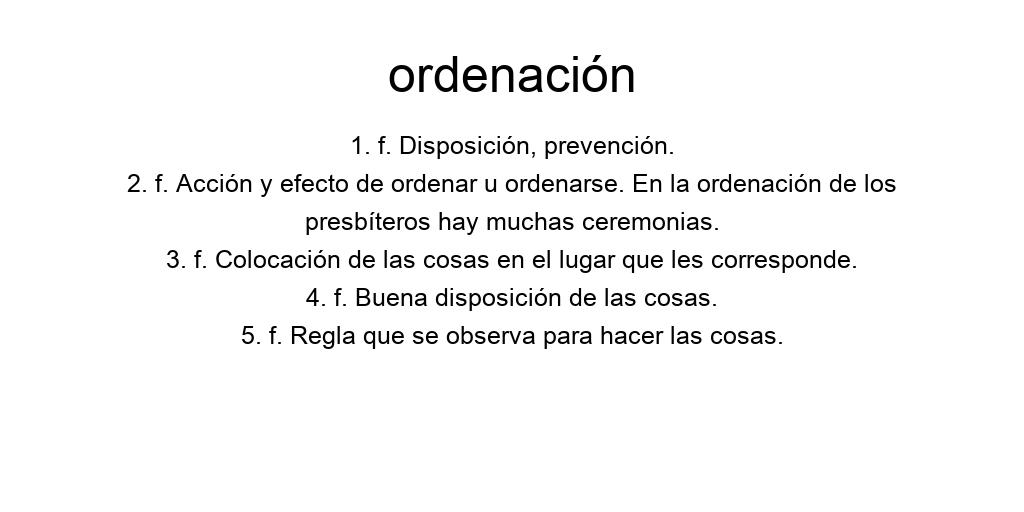 ordenación
1. f. Disposición, prevención.
2. f. Acción y efecto de ordenar u ordenarse. En la ordenación de los
presbíteros hay muchas ceremonias.
3. f. Colocación de las cosas en el lugar que les corresponde.
4. f. Buena disposición de las cosas.
5. f. Regla que se observa para hacer las cosas.